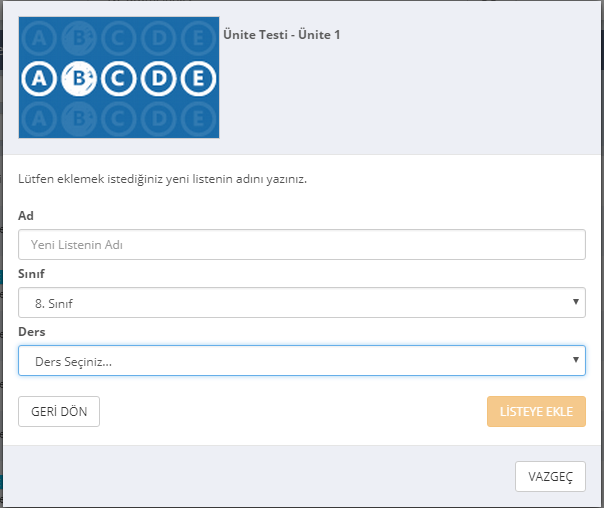 Ünite Testi - Ünite 1
A B C D E
A B C D E
A B C D E
Lütfen eklemek istediğiniz yeni listenin adını yazınız.
Ad
Yeni Listenin Adı
Sınıf
8. Sınıf
Ders
Ders Seçiniz...
GERİ DÖN
LİSTEYE EKLE
VAZGEÇ